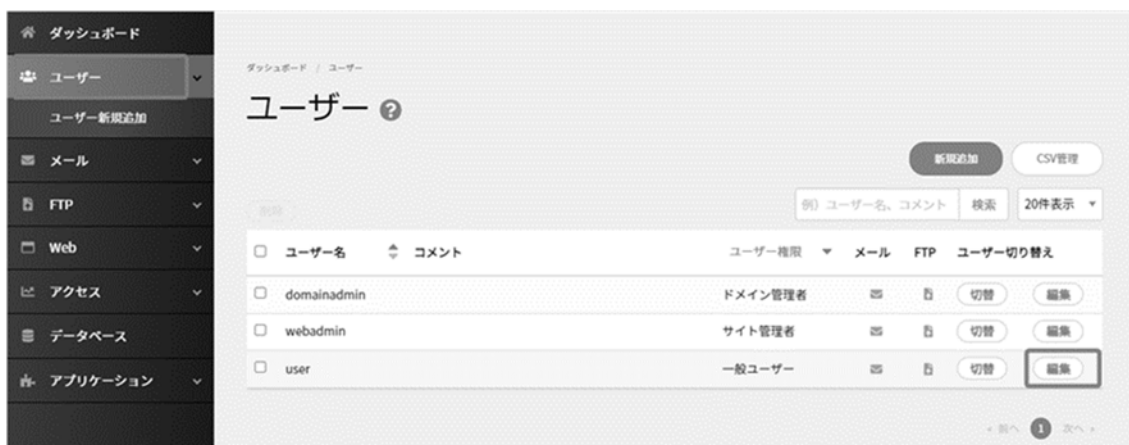 ダッシュボード
ユーザー
ユーザー新規追加
メール
FTP
Web
アクセス
データベース
アプリケーション
ダッシュボード / ユーザー
ユーザー ?
新規追加 CSV管理
削除 例）ユーザー名、コメント 検索 20件表示
ユーザー名 コメント ユーザー権限 メール FTP ユーザー切り替え
domainadmin ドメイン管理者 切替 編集
webadmin サイト管理者 切替 編集
user 一般ユーザー 切替 編集
前へ 1 次へ